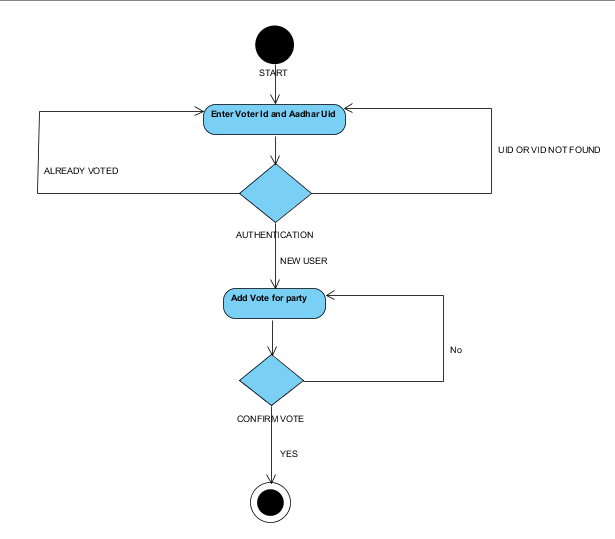 START
Enter Voter Id and Aadhar Uid
UID OR VID NOT FOUND
ALREADY VOTED
AUTHENTICATION
NEW USER
Add Vote for party
No
CONFIRM VOTE
YES